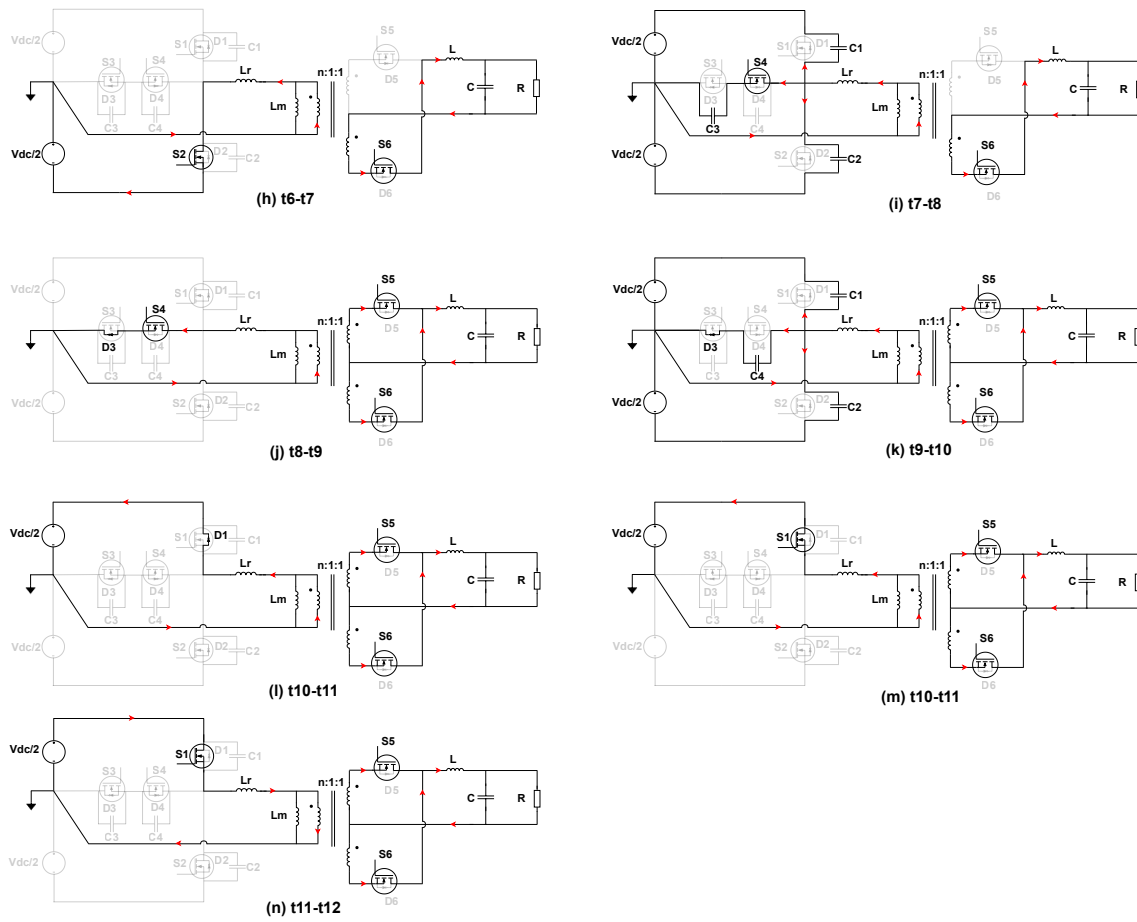 S5
Vdc/2 S1 D1 C1 L
S3 S4 Lr n:1:1 D5
Lm C R
D3 D4
C3 C4 S6
Vdc/2 S2 D2 C2
D6
(h) t6-t7
S5
Vdc/2 S1 D1 C1 L
S3 S4 Lr n:1:1 D5
Lm C R
D3 D4
C3 C4 S6
Vdc/2 S2 D2 C2
D6
(i) t7-t8
S5
Vdc/2 S1 D1 C1 L
S3 S4 Lr n:1:1 D5
Lm C R
D3 D4
C3 C4 S6
Vdc/2 S2 D2 C2
D6
(j) t8-t9
S5
Vdc/2 S1 D1 C1 L
S3 S4 Lr n:1:1 D5
Lm C R
D3 D4
C3 C4 S6
Vdc/2 S2 D2 C2
D6
(k) t9-t10
S5
Vdc/2 S1 D1 C1 L
S3 S4 Lr n:1:1 D5
Lm C R
D3 D4
C3 C4 S6
Vdc/2 S2 D2 C2
D6
(l) t10-t11
S5
Vdc/2 S1 D1 C1 L
S3 S4 Lr n:1:1 D5
Lm C R
D3 D4
C3 C4 S6
Vdc/2 S2 D2 C2
D6
(m) t10-t11
S5
Vdc/2 S1 D1 C1 L
S3 S4 Lr n:1:1 D5
Lm C R
D3 D4
C3 C4 S6
Vdc/2 S2 D2 C2
D6
(n) t11-t12